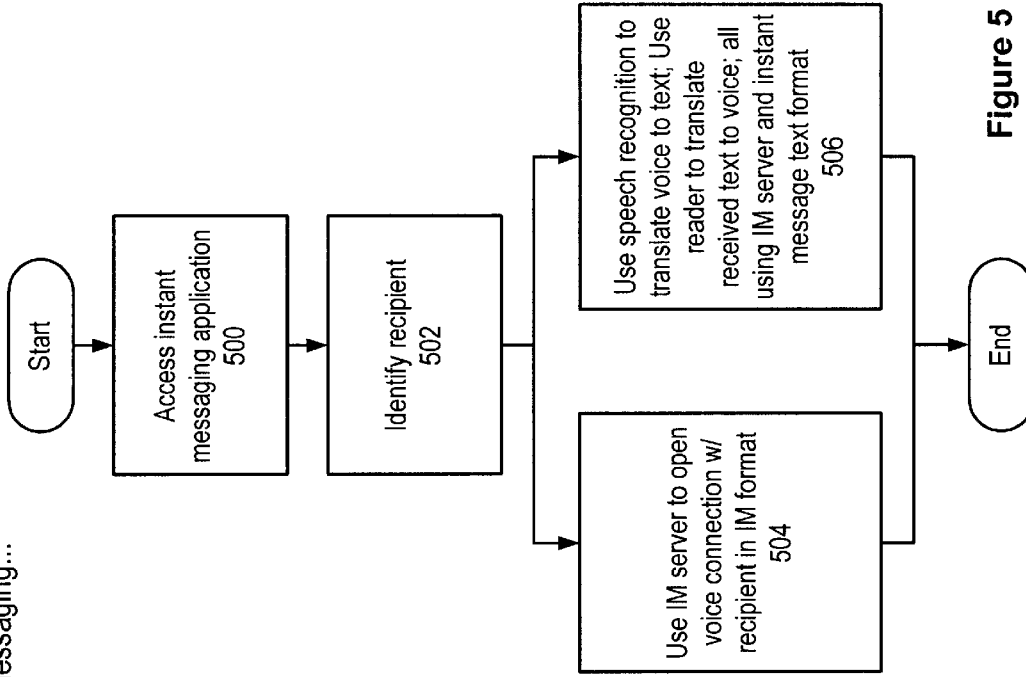 Start
Access instant
messaging application
500
Identify recipient
502
Use IM server to open
voice connection w/
recipient in IM format
504
Use speech recognition to
translate voice to text; Use
reader to translate
received text to voice; all
using IM server and instant
message text format
506
End
Figure 5